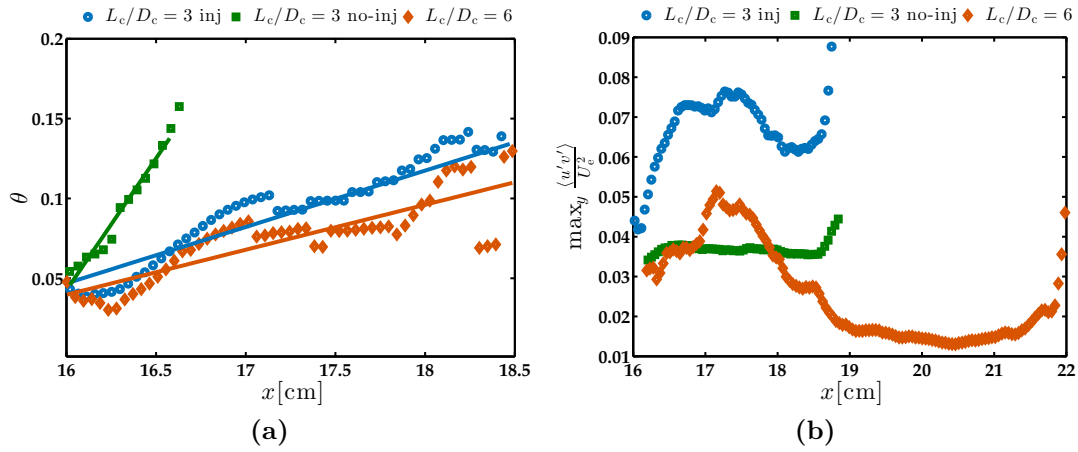 L_c/D_c = 3 inj L_c/D_c = 3 no-inj L_c/D_c = 6
0.2
0.15
θ
0.1
0.05
16 16.5 17 17.5 18 18.5
x[cm]
(a)
L_c/D_c = 3 inj L_c/D_c = 3 no-inj L_c/D_c = 6
0.09
0.08
0.07
0.06
max_y ⟨u′v′⟩/U_e^2
0.05
0.04
0.03
0.02
0.01
16 17 18 19 20 21 22
x[cm]
(b)